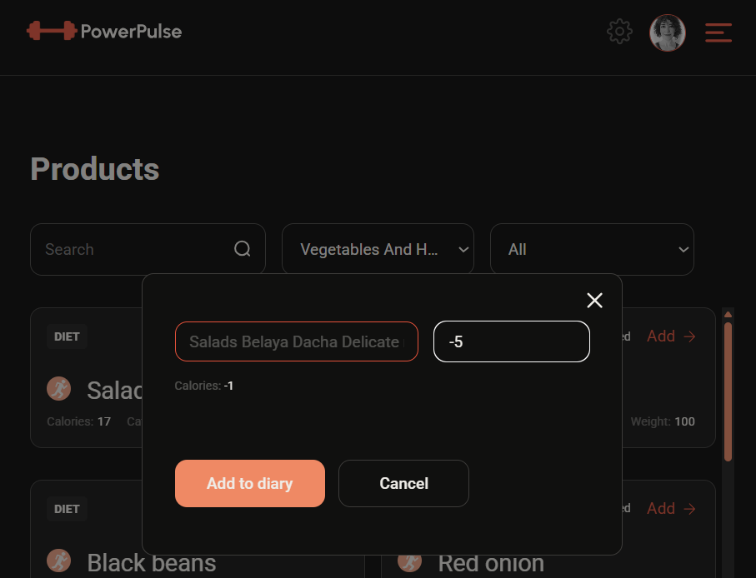 PowerPulse
Products
Search
Vegetables And H...
All
DIET
Add →
Salads Belaya Dacha Delicate
-5
Calories: -1
Calories: 17
Weight: 100
Add to diary
Cancel
DIET
Add →
Black beans
Red onion